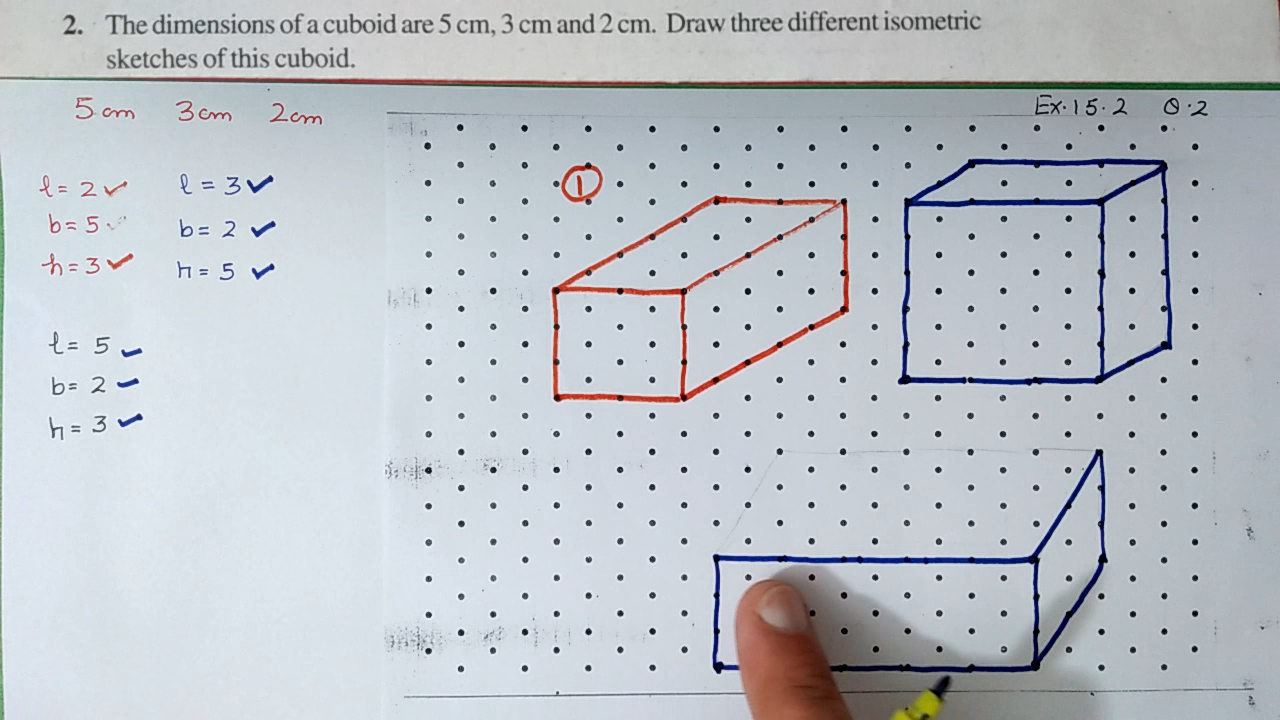 2. The dimensions of a cuboid are 5 cm, 3 cm and 2 cm. Draw three different isometric
sketches of this cuboid.
5 cm 3 cm 2 cm
Ex. 15.2 Q.2
l = 2 ✓ l = 3 ✓
b = 5 ✓ b = 2 ✓
h = 3 ✓ h = 5 ✓
l = 5
b = 2
h = 3 ✓
1